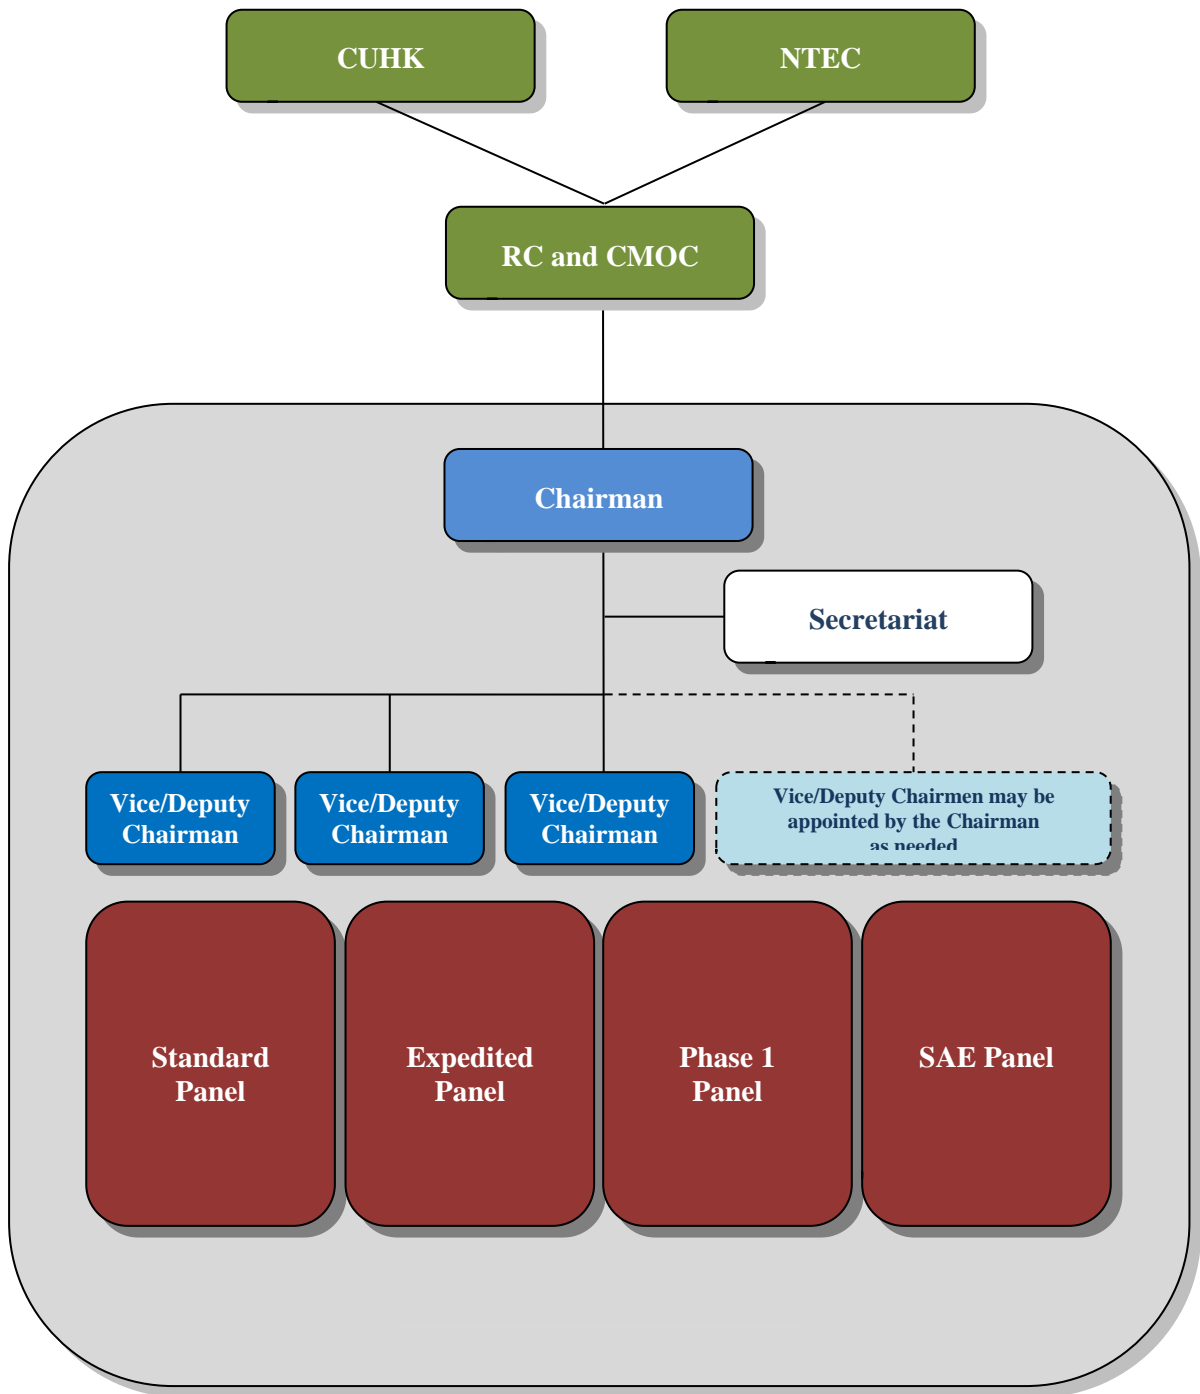 CUHK
NTEC
RC and CMOC
Chairman
Secretariat
Vice/Deputy
Chairman
Vice/Deputy
Chairman
Vice/Deputy
Chairman
Vice/Deputy Chairmen may be
appointed by the Chairman
as needed
Standard
Panel
Expedited
Panel
Phase 1
Panel
SAE Panel